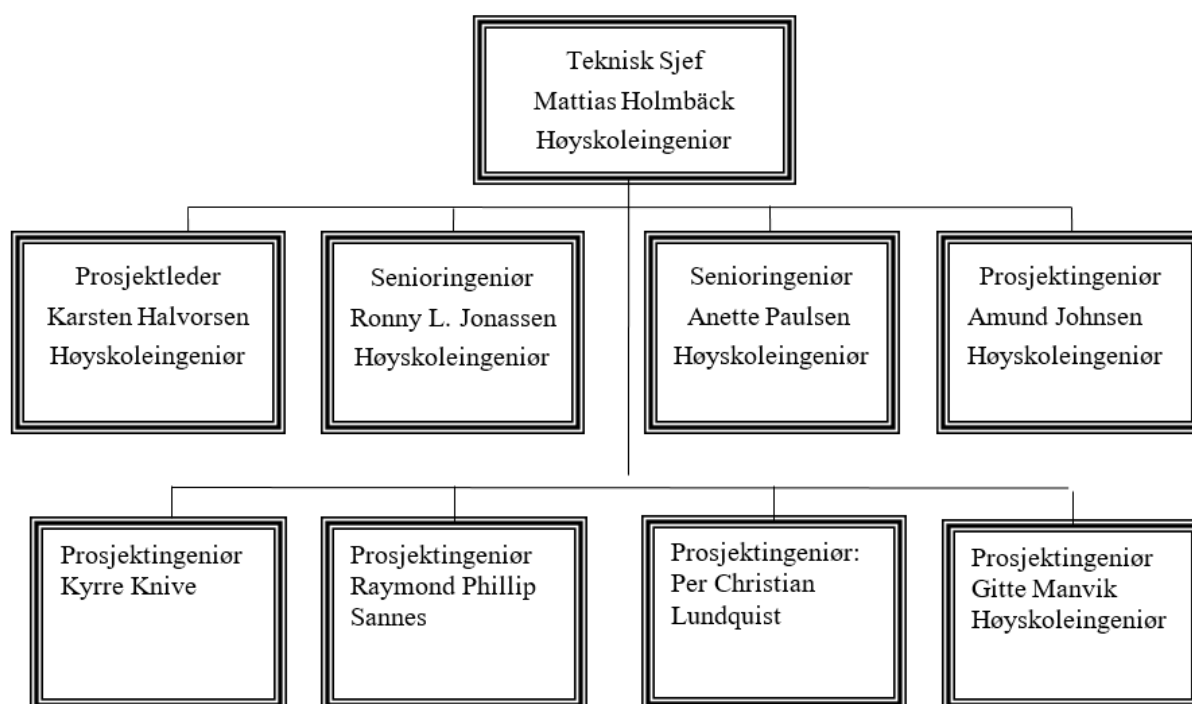 Teknisk Sjef
Mattias Holmbäck
Høyskoleingeniør
Prosjektleder
Karsten Halvorsen
Høyskoleingeniør
Senioringeniør
Ronny L. Jonassen
Høyskoleingeniør
Senioringeniør
Anette Paulsen
Høyskoleingeniør
Prosjektingeniør
Amund Johnsen
Høyskoleingeniør
Prosjektingeniør
Kyrre Knive
Prosjektingeniør
Raymond Phillip
Sannes
Prosjektingeniør:
Per Christian
Lundquist
Prosjektingeniør
Gitte Manvik
Høyskoleingeniør